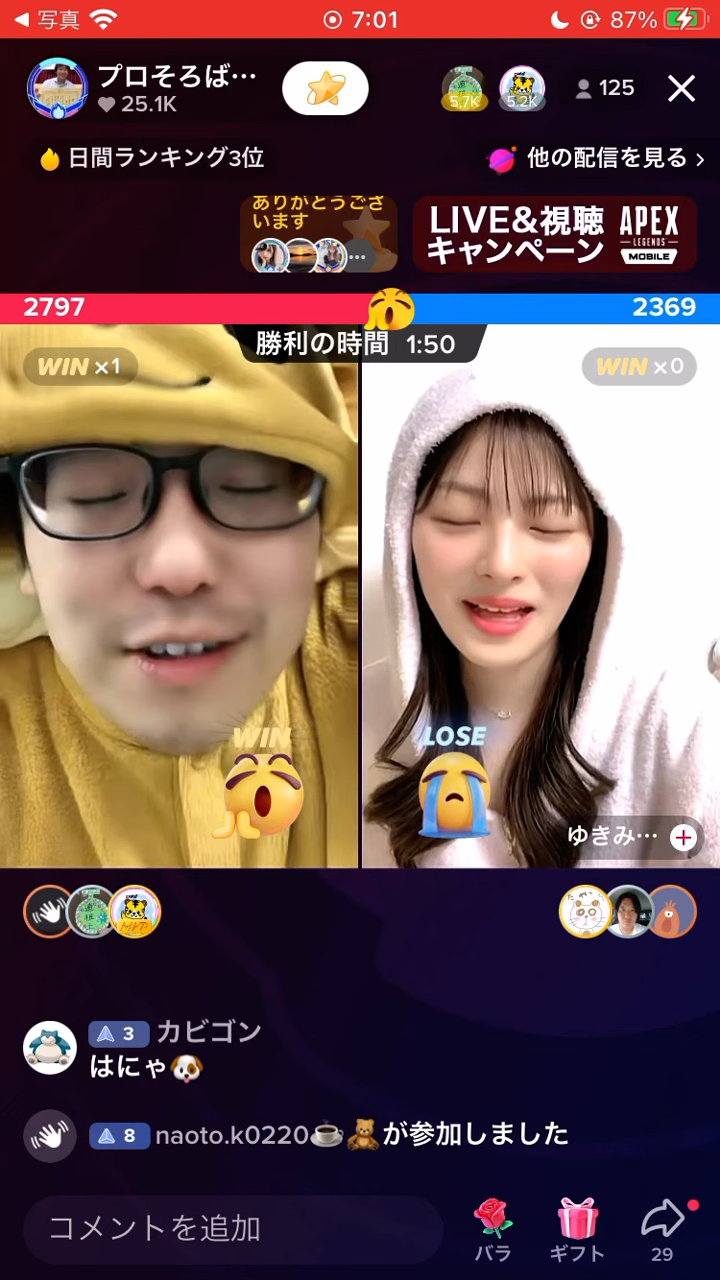 写真
7:01
87%
プロそろば…
25.1K
5.7K
5.2K
125
日間ランキング3位
他の配信を見る
ありがとうござ
います
LIVE&視聴
キャンペーン
APEX
LEGENDS
MOBILE
2797
2369
勝利の時間 1:50
WIN ×1
WIN ×0
WIN
LOSE
ゆきみ…
3 カビゴン
はにゃ🐶
8 naoto.k0220☕🧸が参加しました
コメントを追加
バラ
ギフト
29